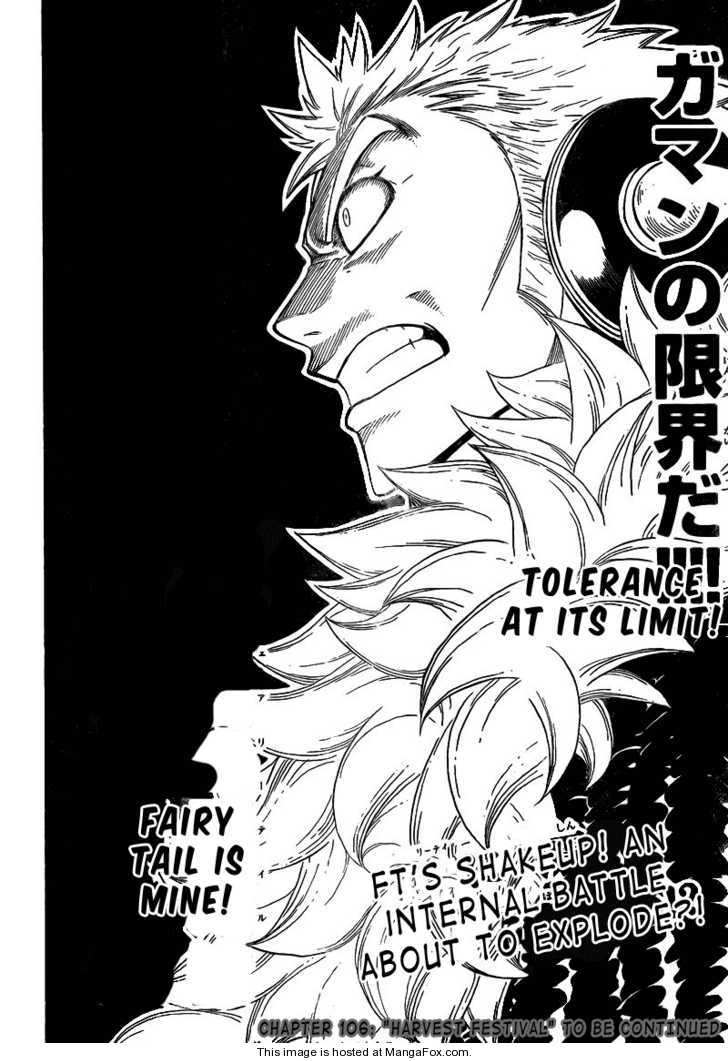 ガマンの限界だ!!!!
TOLERANCE
AT ITS LIMIT!
FAIRY
TAIL IS
MINE!
FT'S SHAKEUP! AN
INTERNAL BATTLE
ABOUT TO EXPLODE?!
CHAPTER 106: "HARVEST FESTIVAL" TO BE CONTINUED
This image is hosted at MangaFox.com.